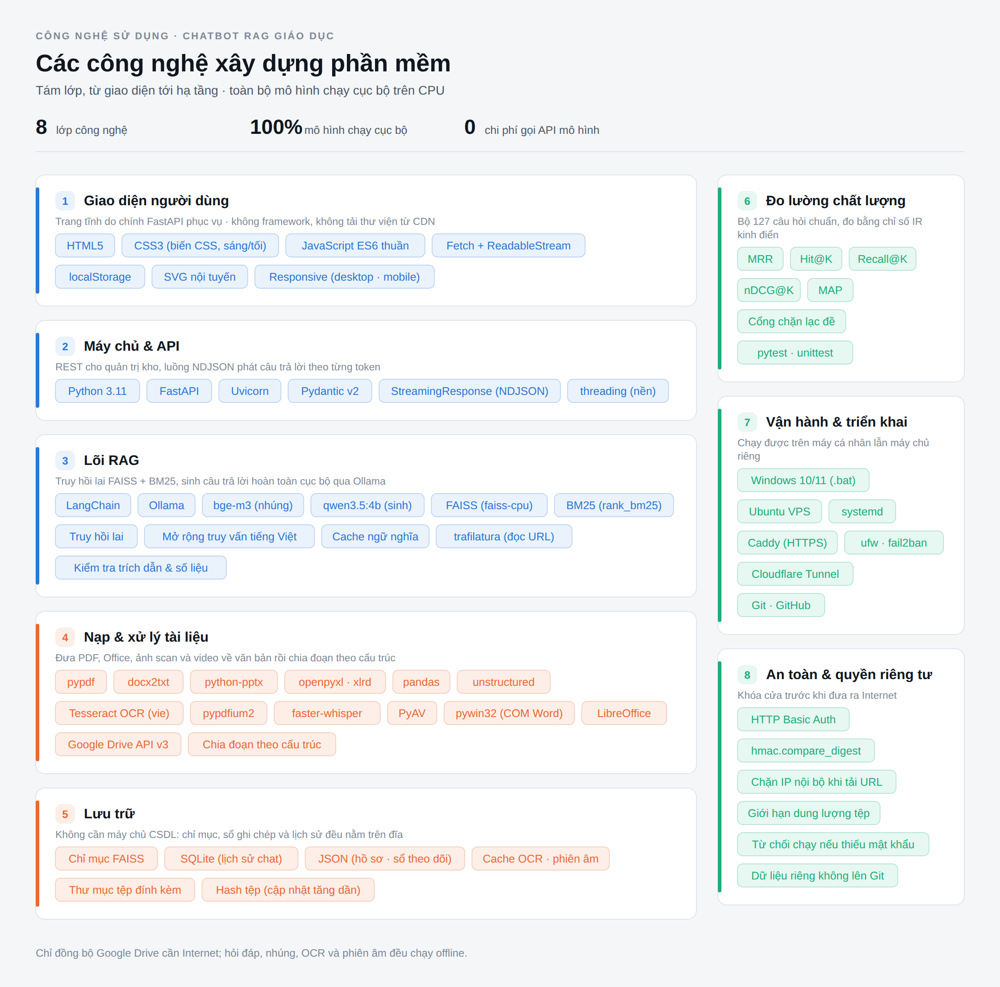 CÔNG NGHỆ SỬ DỤNG · CHATBOT RAG GIÁO DỤC
Các công nghệ xây dựng phần mềm
Tám lớp, từ giao diện tới hạ tầng · toàn bộ mô hình chạy cục bộ trên CPU
8 lớp công nghệ 100% mô hình chạy cục bộ 0 chi phí gọi API mô hình
1 Giao diện người dùng
Trang tĩnh do chính FastAPI phục vụ · không framework, không tải thư viện từ CDN
HTML5 CSS3 (biến CSS, sáng/tối) JavaScript ES6 thuần Fetch + ReadableStream
localStorage SVG nội tuyến Responsive (desktop · mobile)
2 Máy chủ & API
REST cho quản trị kho, luồng NDJSON phát câu trả lời theo từng token
Python 3.11 FastAPI Uvicorn Pydantic v2 StreamingResponse (NDJSON) threading (nền)
3 Lõi RAG
Truy hồi lai FAISS + BM25, sinh câu trả lời hoàn toàn cục bộ qua Ollama
LangChain Ollama bge-m3 (nhúng) qwen3.5:4b (sinh) FAISS (faiss-cpu) BM25 (rank_bm25)
Truy hồi lai Mở rộng truy vấn tiếng Việt Cache ngữ nghĩa trafilatura (đọc URL)
Kiểm tra trích dẫn & số liệu
4 Nạp & xử lý tài liệu
Đưa PDF, Office, ảnh scan và video về văn bản rồi chia đoạn theo cấu trúc
pypdf docx2txt python-pptx openpyxl · xlrd pandas unstructured
Tesseract OCR (vie) pypdfium2 faster-whisper PyAV pywin32 (COM Word) LibreOffice
Google Drive API v3 Chia đoạn theo cấu trúc
5 Lưu trữ
Không cần máy chủ CSDL: chỉ mục, sổ ghi chép và lịch sử đều nằm trên đĩa
Chỉ mục FAISS SQLite (lịch sử chat) JSON (hồ sơ · sổ theo dõi) Cache OCR · phiên âm
Thư mục tệp đính kèm Hash tệp (cập nhật tăng dần)
6 Đo lường chất lượng
Bộ 127 câu hỏi chuẩn, đo bằng chỉ số IR
kinh điển
MRR Hit@K Recall@K
nDCG@K MAP
Cổng chặn lạc đề
pytest · unittest
7 Vận hành & triển khai
Chạy được trên máy cá nhân lẫn máy chủ
riêng
Windows 10/11 (.bat)
Ubuntu VPS systemd
Caddy (HTTPS) ufw · fail2ban
Cloudflare Tunnel
Git · GitHub
8 An toàn & quyền riêng tư
Khóa cửa trước khi đưa ra Internet
HTTP Basic Auth
hmac.compare_digest
Chặn IP nội bộ khi tải URL
Giới hạn dung lượng tệp
Từ chối chạy nếu thiếu mật khẩu
Dữ liệu riêng không lên Git
Chỉ đồng bộ Google Drive cần Internet; hỏi đáp, nhúng, OCR và phiên âm đều chạy offline.